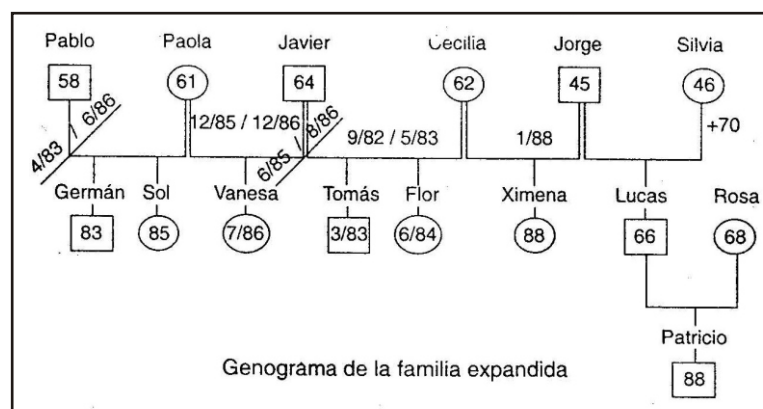 Pablo Paola Javier Cecilia Jorge Silvia
58 61 64 62 45 46
4/83 / 6/86 12/85 / 12/86 6/85 / 8/86 9/82 / 5/83 1/88 +70
Germán Sol Vanesa Tomás Flor Ximena Lucas Rosa
83 85 7/86 3/83 6/84 88 66 68
Patricio
Genograma de la familia expandida
88